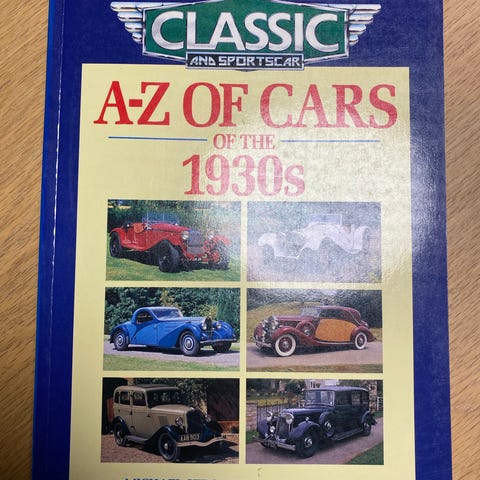 CLASSIC
AND SPORTSCAR
A-Z OF CARS
OF THE
1930s